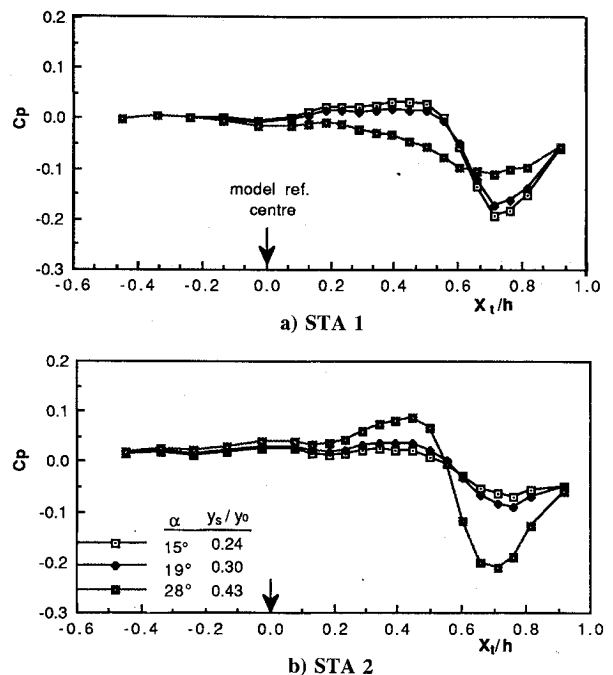 0.2
0.1
0.0
-0.1
-0.2
-0.3
Cp
model ref.
centre
-0.6 -0.4 -0.2 0.0 0.2 0.4 0.6 0.8 1.0
Xt/h
a) STA 1
0.2
0.1
0.0
-0.1
-0.2
-0.3
Cp
α ys/yo
15° 0.24
19° 0.30
28° 0.43
-0.6 -0.4 -0.2 0.0 0.2 0.4 0.6 0.8 1.0
Xt/h
b) STA 2